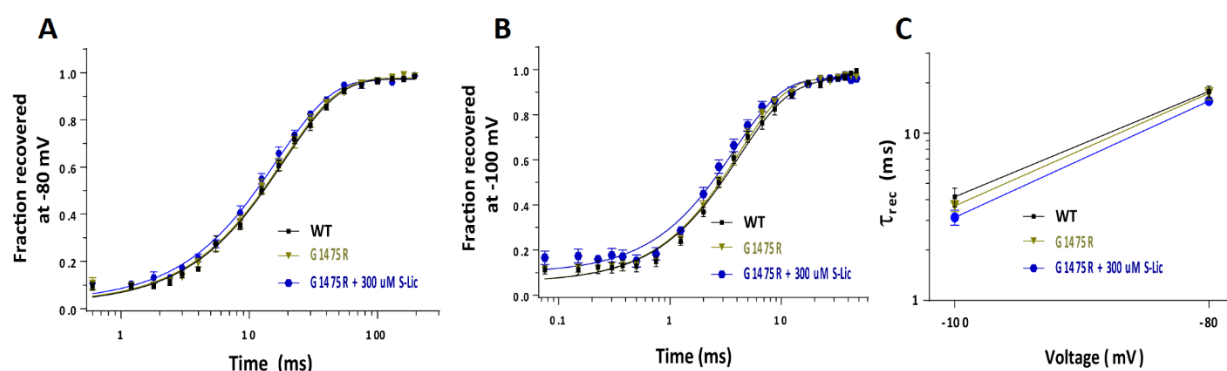 A
Fraction recovered
at -80 mV
1.0
0.8
0.6
0.4
0.2
0.0
WT
G1475R
G1475R + 300 uM S-Lic
1
10
100
Time (ms)
B
Fraction recovered
at -100 mV
1.0
0.8
0.6
0.4
0.2
0.0
WT
G1475R
G1475R + 300 uM S-Lic
0.1
1
10
Time (ms)
C
τrec (ms)
10
1
WT
G1475R
G1475R + 300 uM S-Lic
-100
-80
Voltage ( mV)